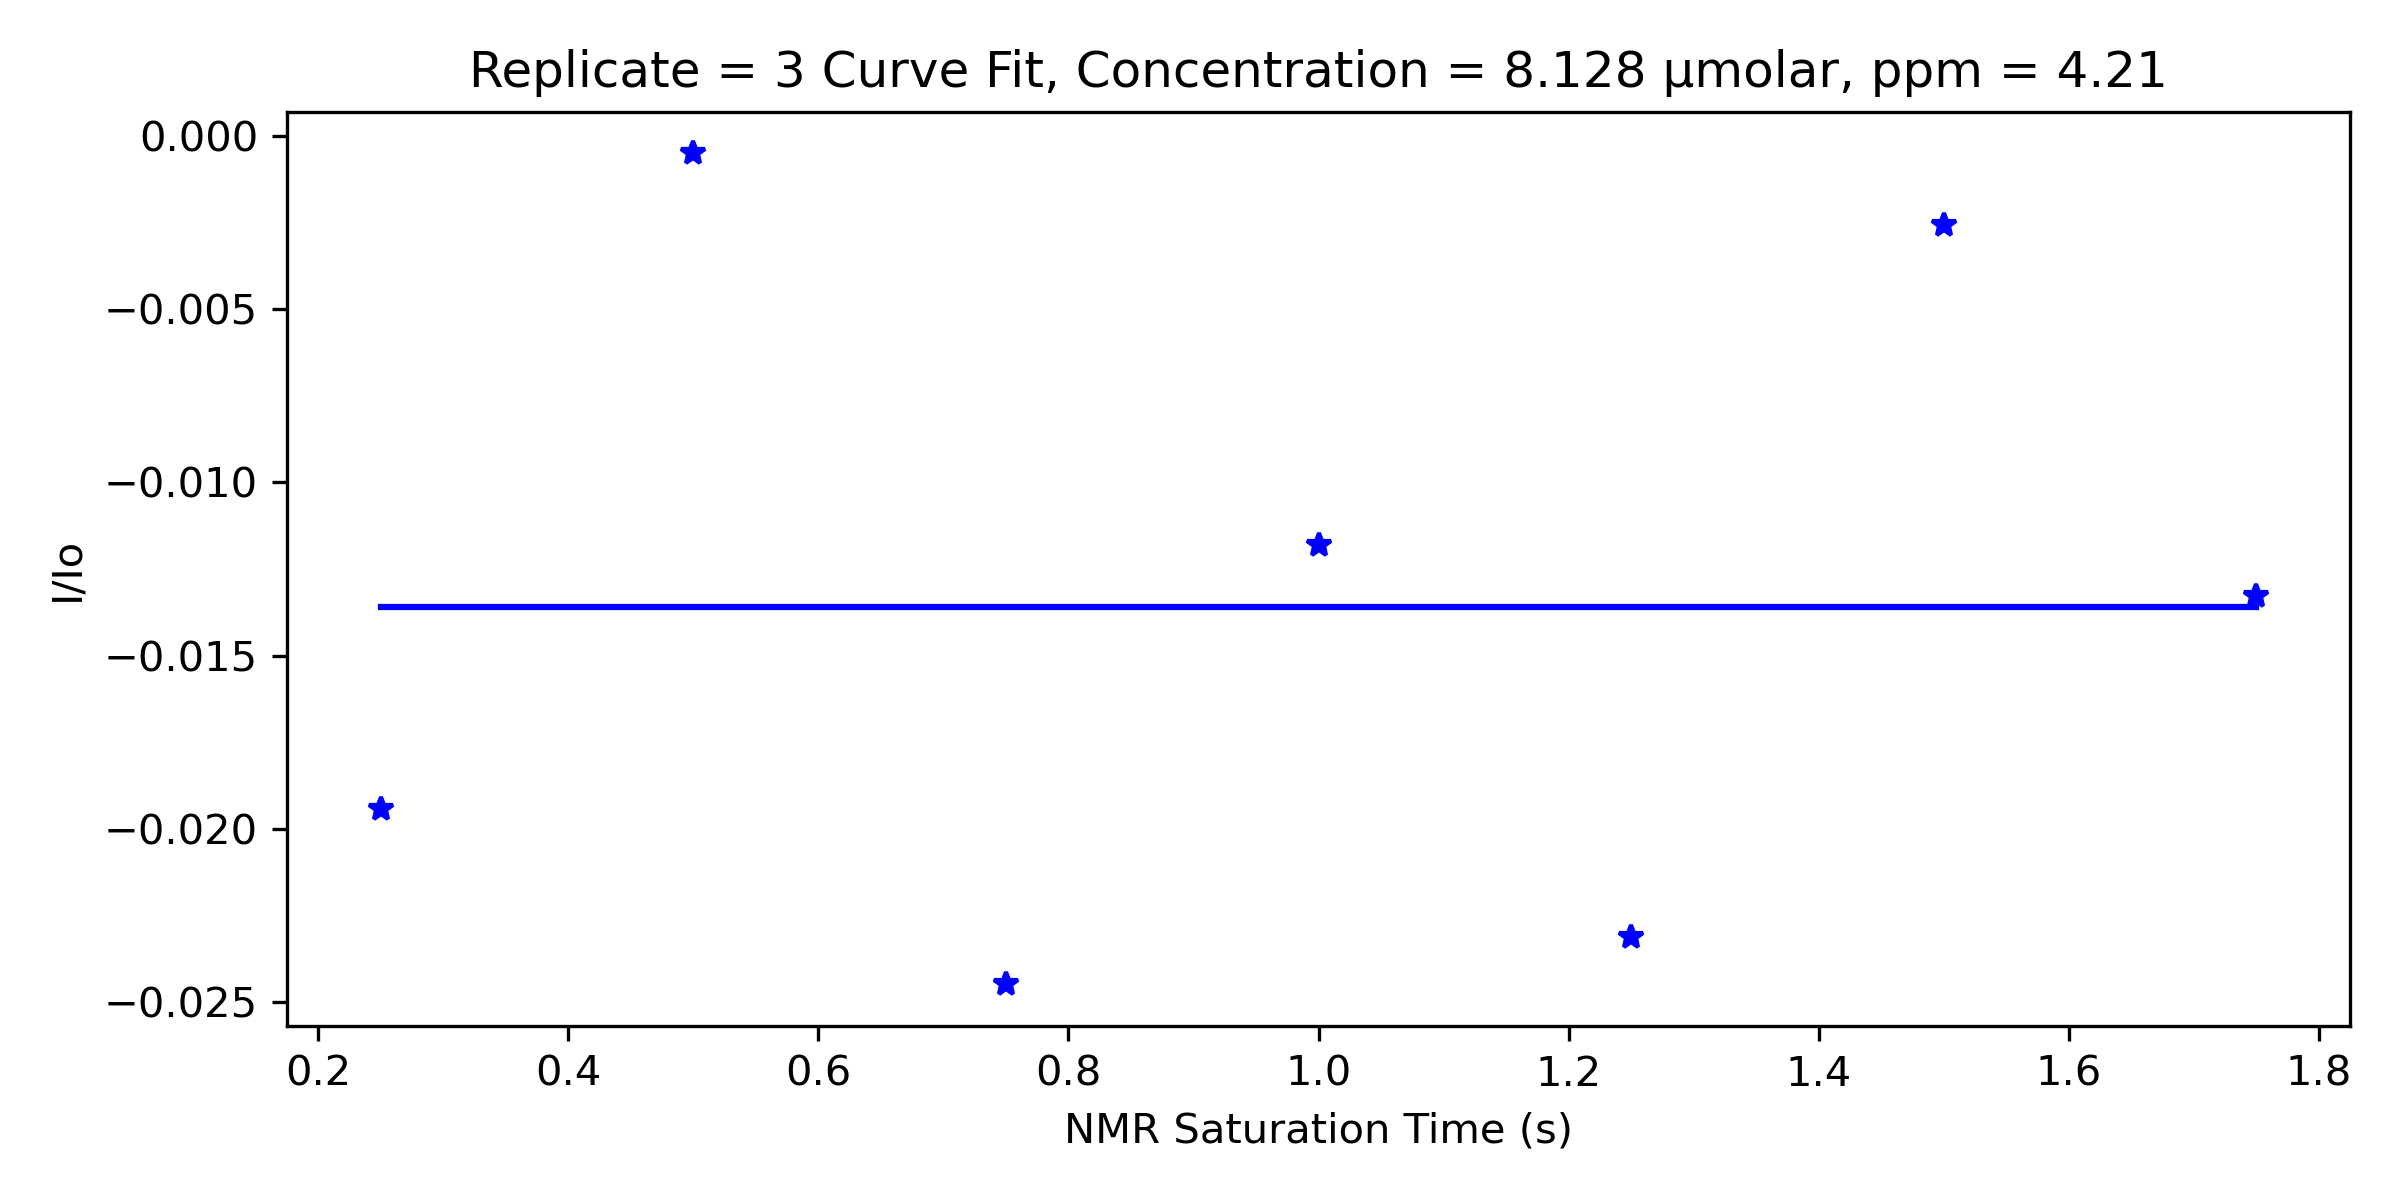 Replicate = 3 Curve Fit, Concentration = 8.128 µmolar, ppm = 4.21
0.000
−0.005
−0.010
−0.015
−0.020
−0.025
I/Io
0.2 0.4 0.6 0.8 1.0 1.2 1.4 1.6 1.8
NMR Saturation Time (s)